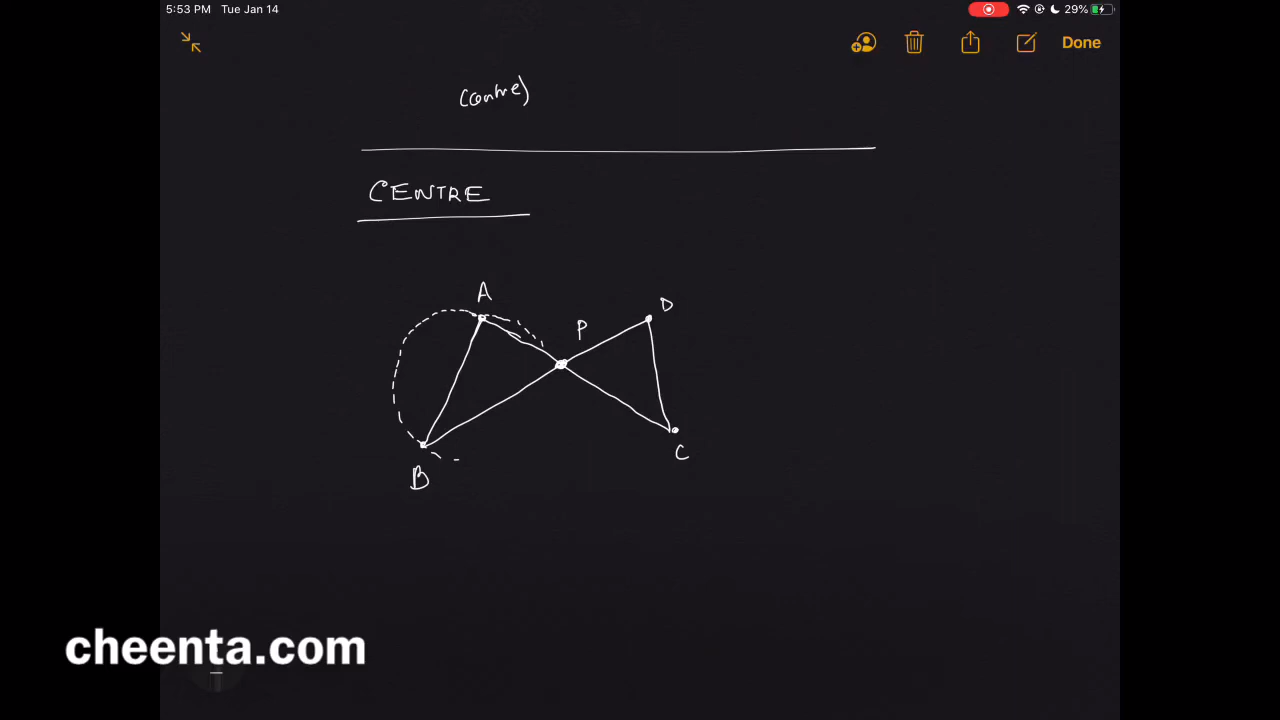 5:53 PM Tue Jan 14 29%
Done
(centre)
CENTRE
A
P
D
B
C
cheenta.com